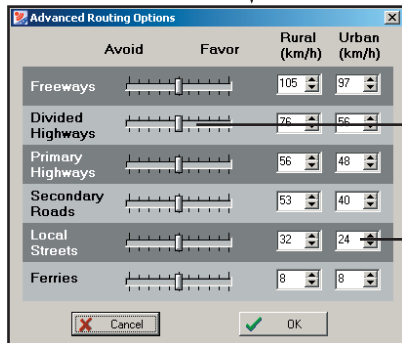 Advanced Routing Options
Avoid Favor Rural (km/h) Urban (km/h)
Freeways 105 97
Divided Highways 76 56
Primary Highways 56 48
Secondary Roads 53 40
Local Streets 32 24
Ferries 8 8
Cancel OK